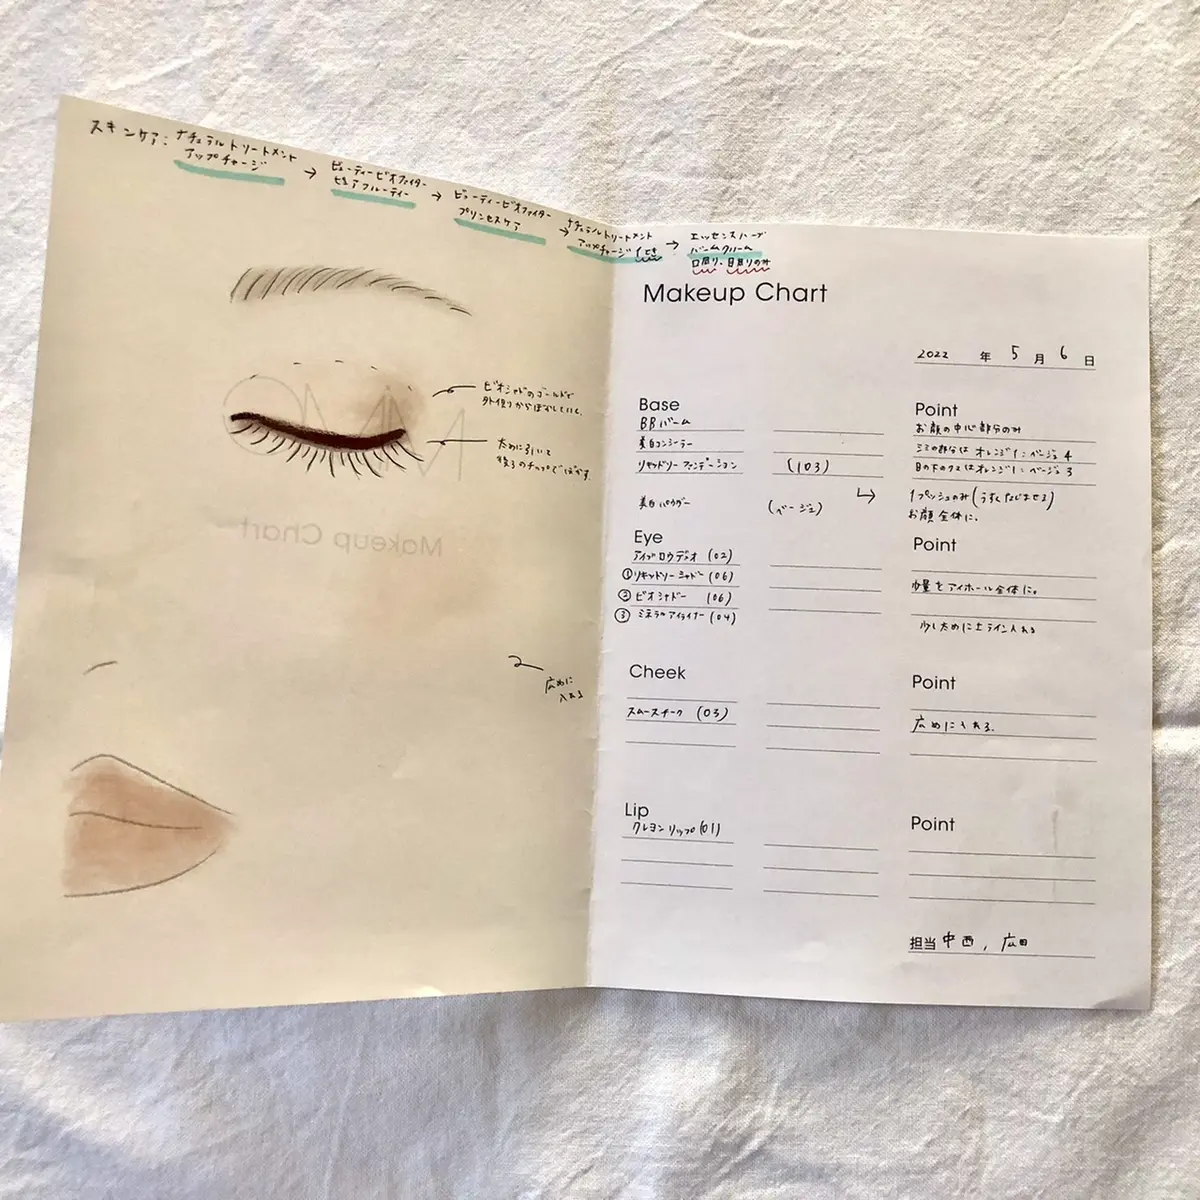 スキンケア: ナチュラルトリートメント
アップチャージ
→ ビューティービオファイター
ピュアフルーティー
→ ビューティービオファイター
プリンセスケア
→ ナチュラルトリートメント
アップチャージ
→ エッセンスハーブ
バームクリーム
口周り・目周りのみ
ビオシャドのゴールドで
外側からぼかしていく。
太めに引いて
後ろのチップでぼかす。
広めに
入れる
Makeup Chart
Makeup Chart
2022 年 5 月 6 日
Base
BBバーム
美白コンシーラー
リキッドリーファンデーション (103)
美白パウダー (ベージュ)
Point
お顔の中心部分のみ
シミの部分は オレンジ1:ベージュ4
目の下のクマはオレンジ1:ベージュ3
↳ 1プッシュのみ(うすくなじませる)
お顔全体に。
Eye
アイブロウデュオ (02)
①リキッドリーシャドー (06)
②ビオシャドー (06)
③ミネラルアイライナー (04)
Point
少量をアイホール全体に。
少し太めに ライン入れる
Cheek
スムースチーク (03)
Point
広めに入れる。
Lip
クレヨンリップ(01)
Point
担当 中西, 広田